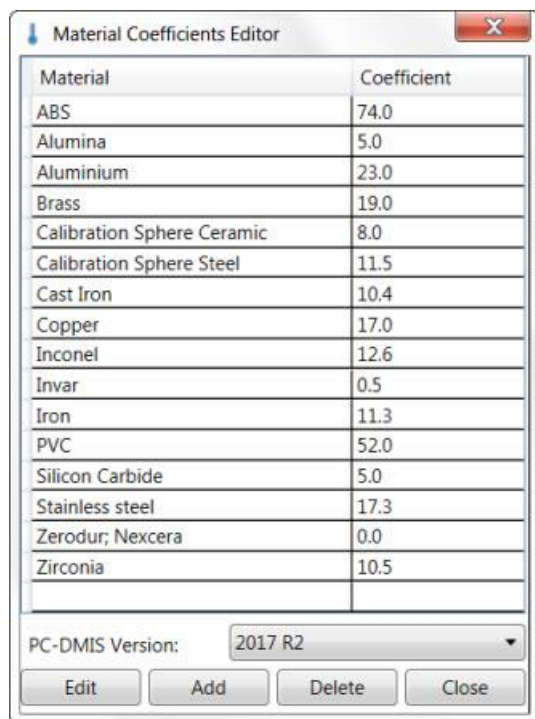 Material Coefficients Editor
Material Coefficient
ABS 74.0
Alumina 5.0
Aluminium 23.0
Brass 19.0
Calibration Sphere Ceramic 8.0
Calibration Sphere Steel 11.5
Cast Iron 10.4
Copper 17.0
Inconel 12.6
Invar 0.5
Iron 11.3
PVC 52.0
Silicon Carbide 5.0
Stainless steel 17.3
Zerodur; Nexcera 0.0
Zirconia 10.5
PC-DMIS Version: 2017 R2
Edit Add Delete Close